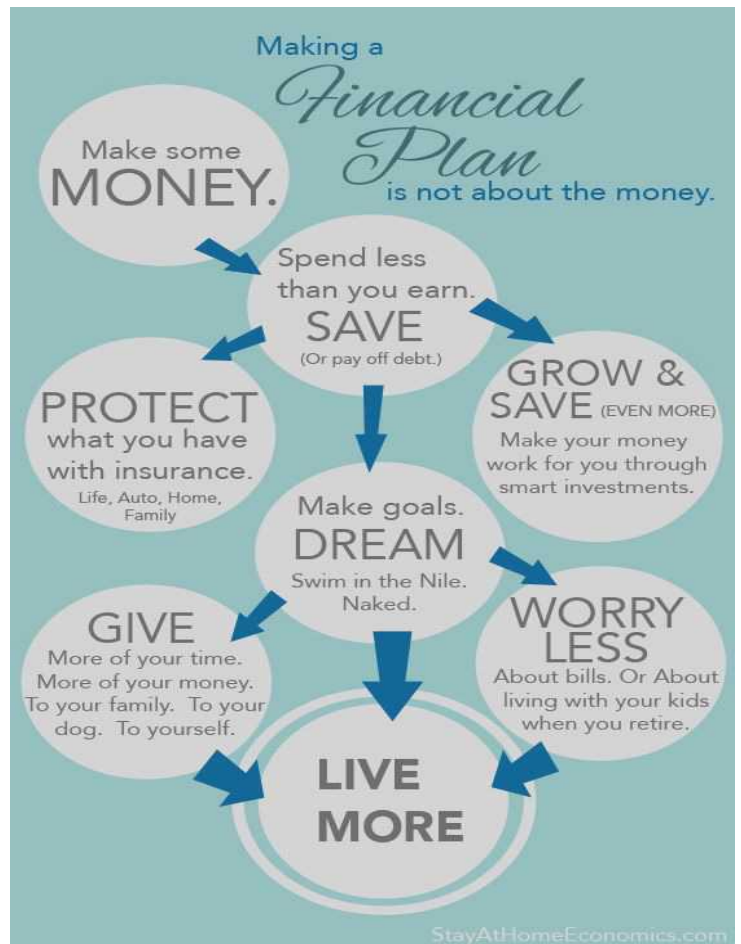 Making a
Financial
Plan
is not about the money.
Make some
MONEY.
Spend less
than you earn.
SAVE
(Or pay off debt.)
PROTECT
what you have
with insurance.
Life, Auto, Home,
Family
GROW &
SAVE (EVEN MORE)
Make your money
work for you through
smart investments.
Make goals.
DREAM
Swim in the Nile.
Naked.
GIVE
More of your time.
More of your money.
To your family. To your
dog. To yourself.
WORRY
LESS
About bills. Or About
living with your kids
when you retire.
LIVE
MORE
StayAtHomeEconomics.com